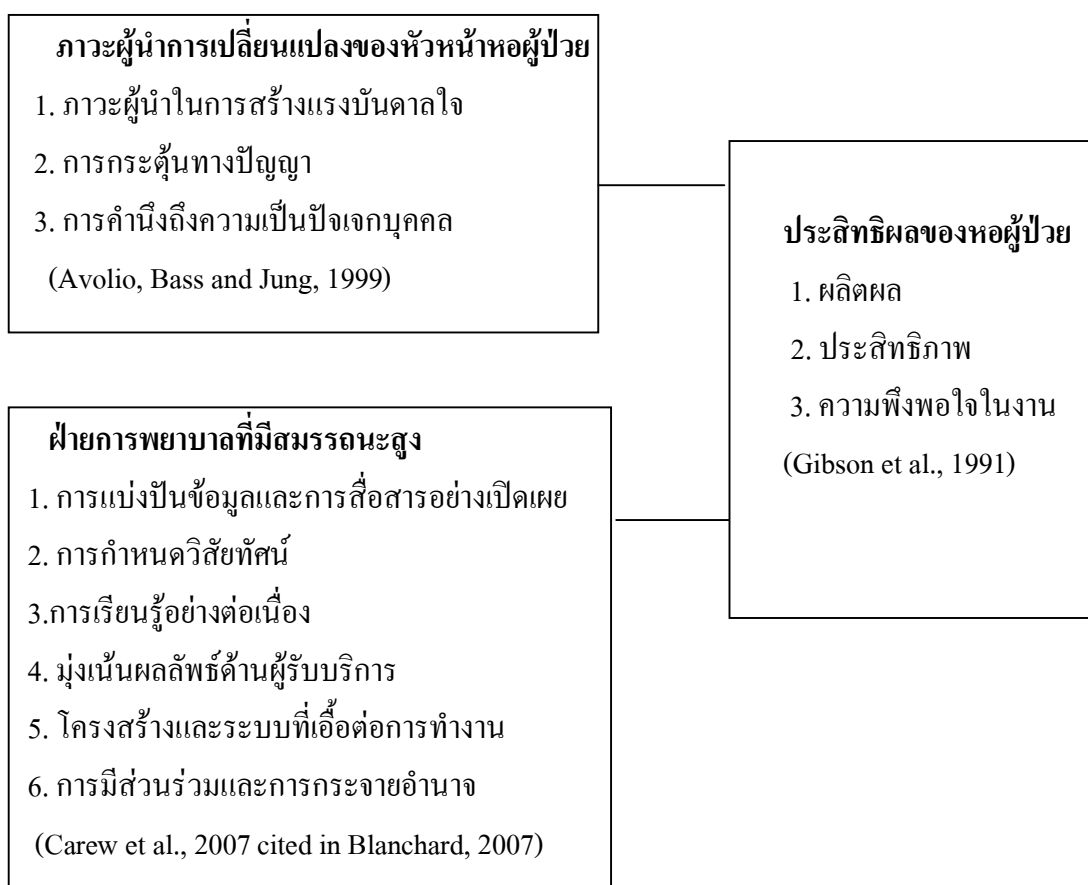 ภาวะผู้นำการเปลี่ยนแปลงของหัวหน้าหอผู้ป่วย
1. ภาวะผู้นำในการสร้างแรงบันดาลใจ
2. การกระตุ้นทางปัญญา
3. การคำนึงถึงความเป็นปัจเจกบุคคล
(Avolio, Bass and Jung, 1999)
ฝ่ายการพยาบาลที่มีสมรรถนะสูง
1. การแบ่งปันข้อมูลและการสื่อสารอย่างเปิดเผย
2. การกำหนดวิสัยทัศน์
3.การเรียนรู้อย่างต่อเนื่อง
4. มุ่งเน้นผลลัพธ์ด้านผู้รับบริการ
5. โครงสร้างและระบบที่เอื้อต่อการทำงาน
6. การมีส่วนร่วมและการกระจายอำนาจ
(Carew et al., 2007 cited in Blanchard, 2007)
ประสิทธิผลของหอผู้ป่วย
1. ผลิตผล
2. ประสิทธิภาพ
3. ความพึงพอใจในงาน
(Gibson et al., 1991)